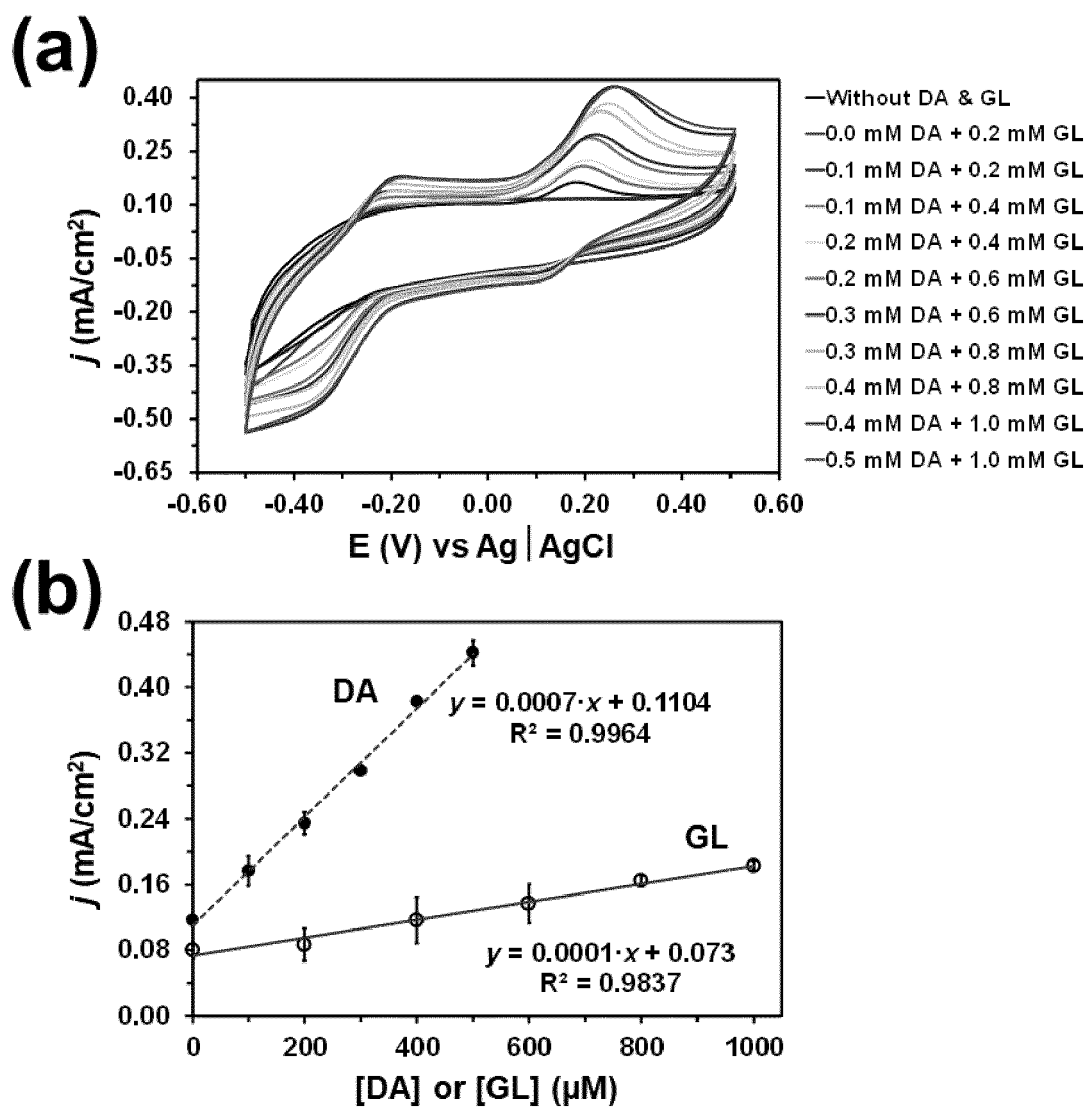 (a)
0.40
0.25
0.10
-0.05
-0.20
-0.35
-0.50
-0.65
j (mA/cm²)
-0.60 -0.40 -0.20 0.00 0.20 0.40 0.60
E (V) vs Ag | AgCl
Without DA & GL
0.0 mM DA + 0.2 mM GL
0.1 mM DA + 0.2 mM GL
0.1 mM DA + 0.4 mM GL
0.2 mM DA + 0.4 mM GL
0.2 mM DA + 0.6 mM GL
0.3 mM DA + 0.6 mM GL
0.3 mM DA + 0.8 mM GL
0.4 mM DA + 0.8 mM GL
0.4 mM DA + 1.0 mM GL
0.5 mM DA + 1.0 mM GL
(b)
0.48
0.40
0.32
0.24
0.16
0.08
0.00
j (mA/cm²)
DA
y = 0.0007·x + 0.1104
R² = 0.9964
GL
y = 0.0001·x + 0.073
R² = 0.9837
0 200 400 600 800 1000
[DA] or [GL] (µM)